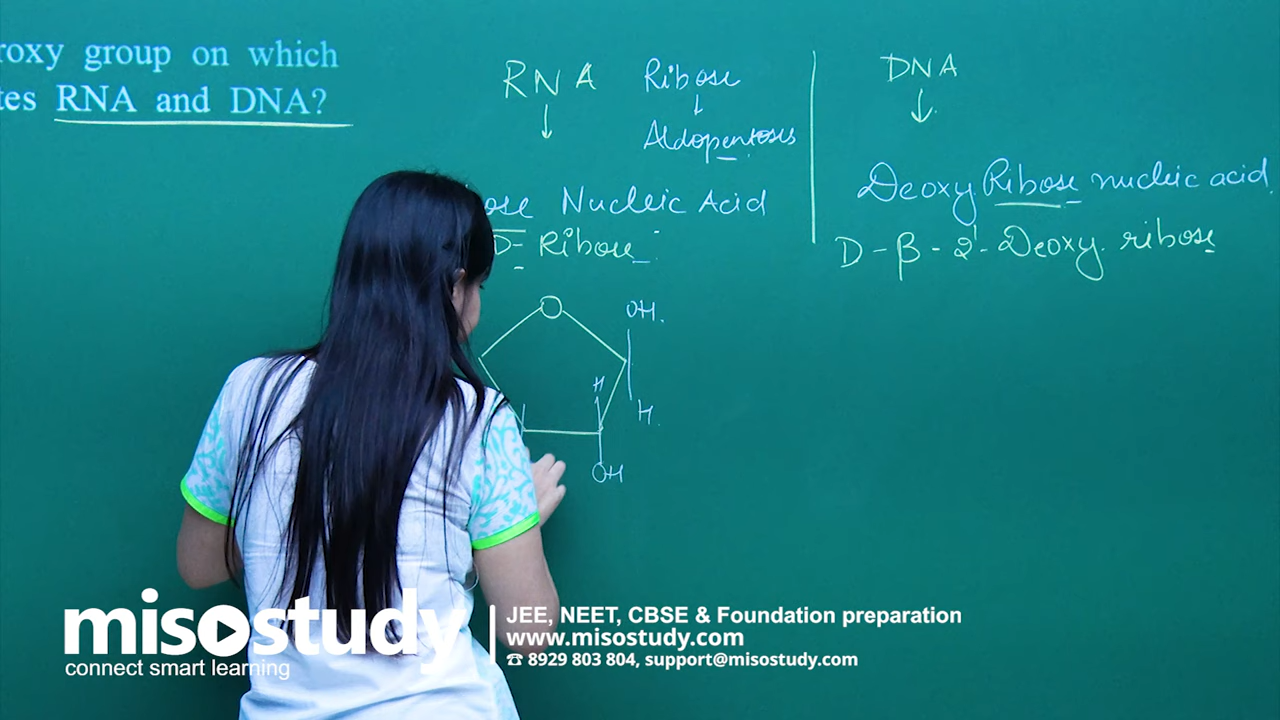 roxy group on which
tes RNA and DNA?
RNA Ribose
Aldopentoses
ose Nucleic Acid
D- Ribose
O
OH.
H
H.
OH
DNA
Deoxy Ribose nucleic acid.
D-β-2'-Deoxy ribose
misostudy
connect smart learning
JEE, NEET, CBSE & Foundation preparation
www.misostudy.com
☎ 8929 803 804, support@misostudy.com